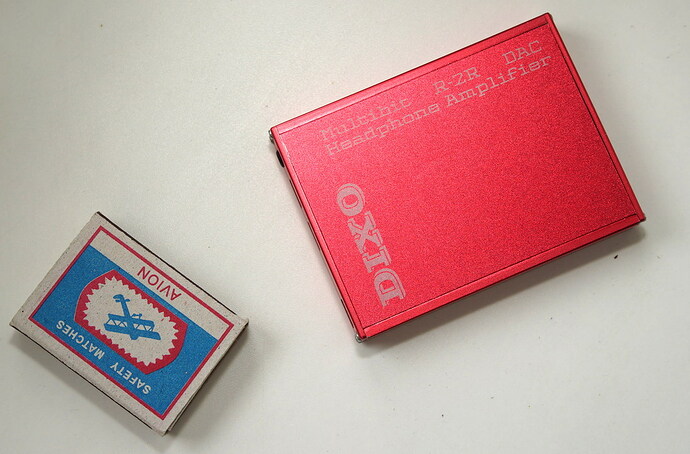 Multibit R-2R DAC
Headphone Amplifier
DIXO
AVION
SAFETY MATCHES